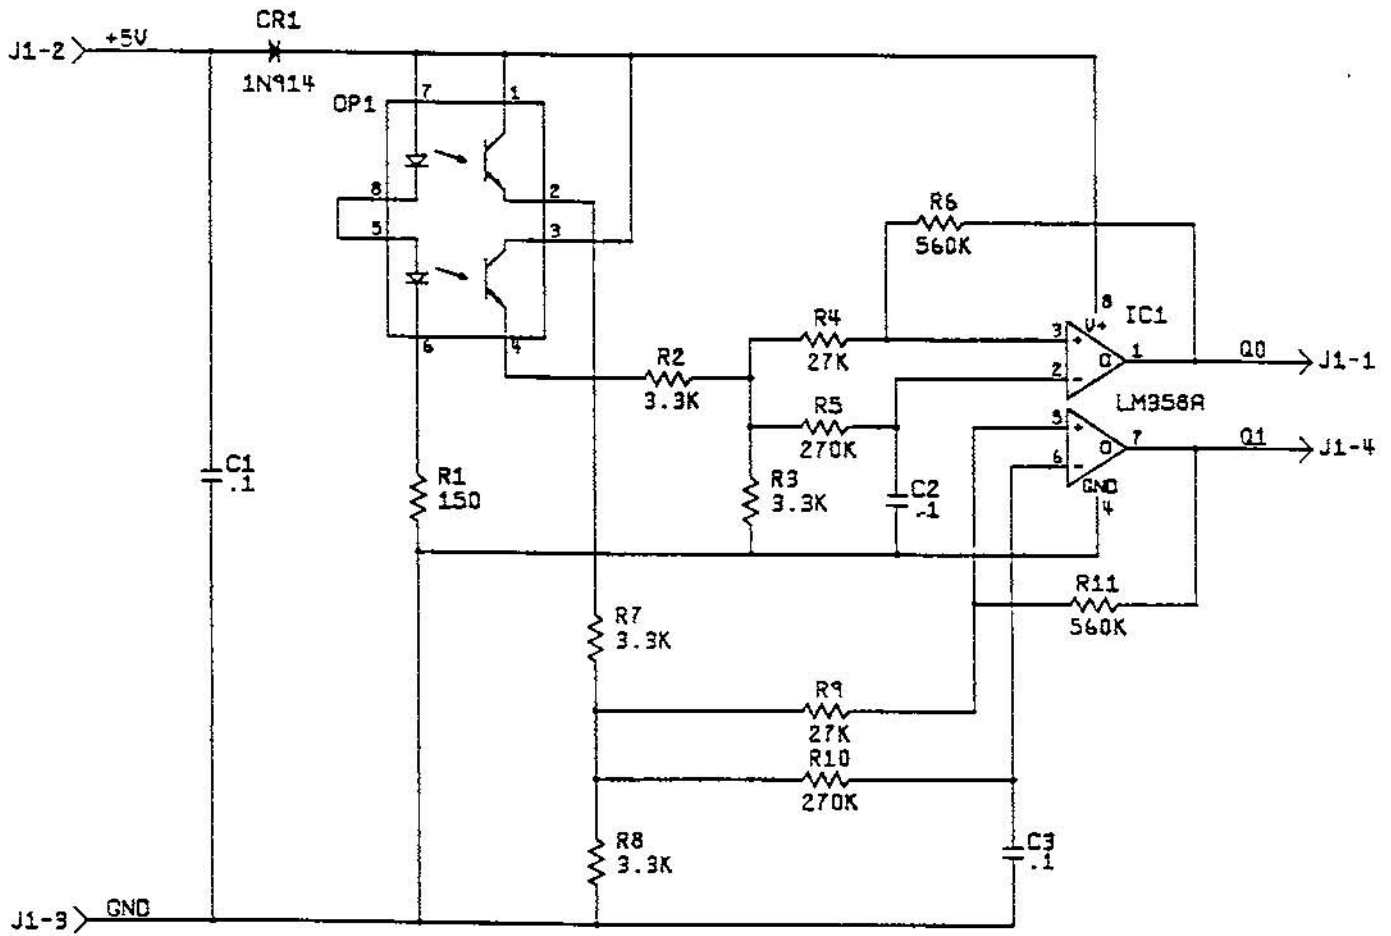 CR1
+5V
J1-2
1N914
OP1
7
1
8
2
5
3
6
4
R6
560K
8
IC1
V+
R4
27K
3
+
1
Q0
J1-1
R2
3.3K
2
-
LM358A
R5
270K
5
+
7
Q1
J1-4
6
-
GND
4
C1
.1
R1
150
R3
3.3K
C2
.1
R11
560K
R7
3.3K
R9
27K
R10
270K
R8
3.3K
C3
.1
GND
J1-3